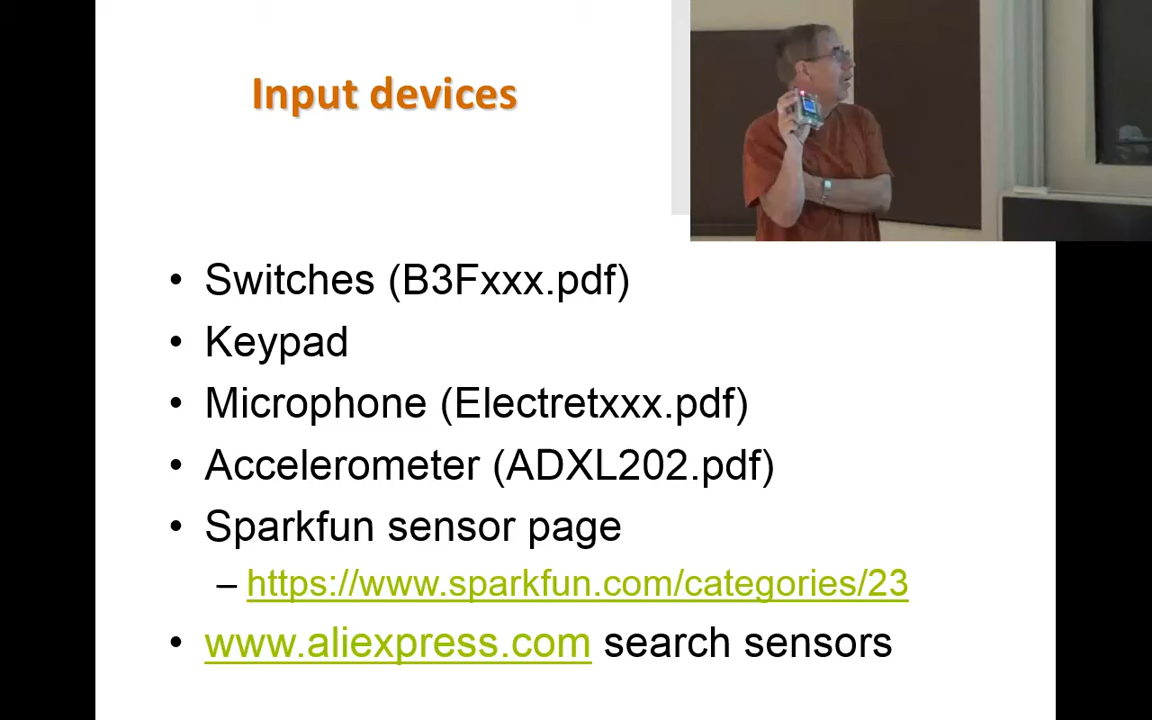 Input devices
• Switches (B3Fxxx.pdf)
• Keypad
• Microphone (Electretxxx.pdf)
• Accelerometer (ADXL202.pdf)
• Sparkfun sensor page
– https://www.sparkfun.com/categories/23
• www.aliexpress.com search sensors